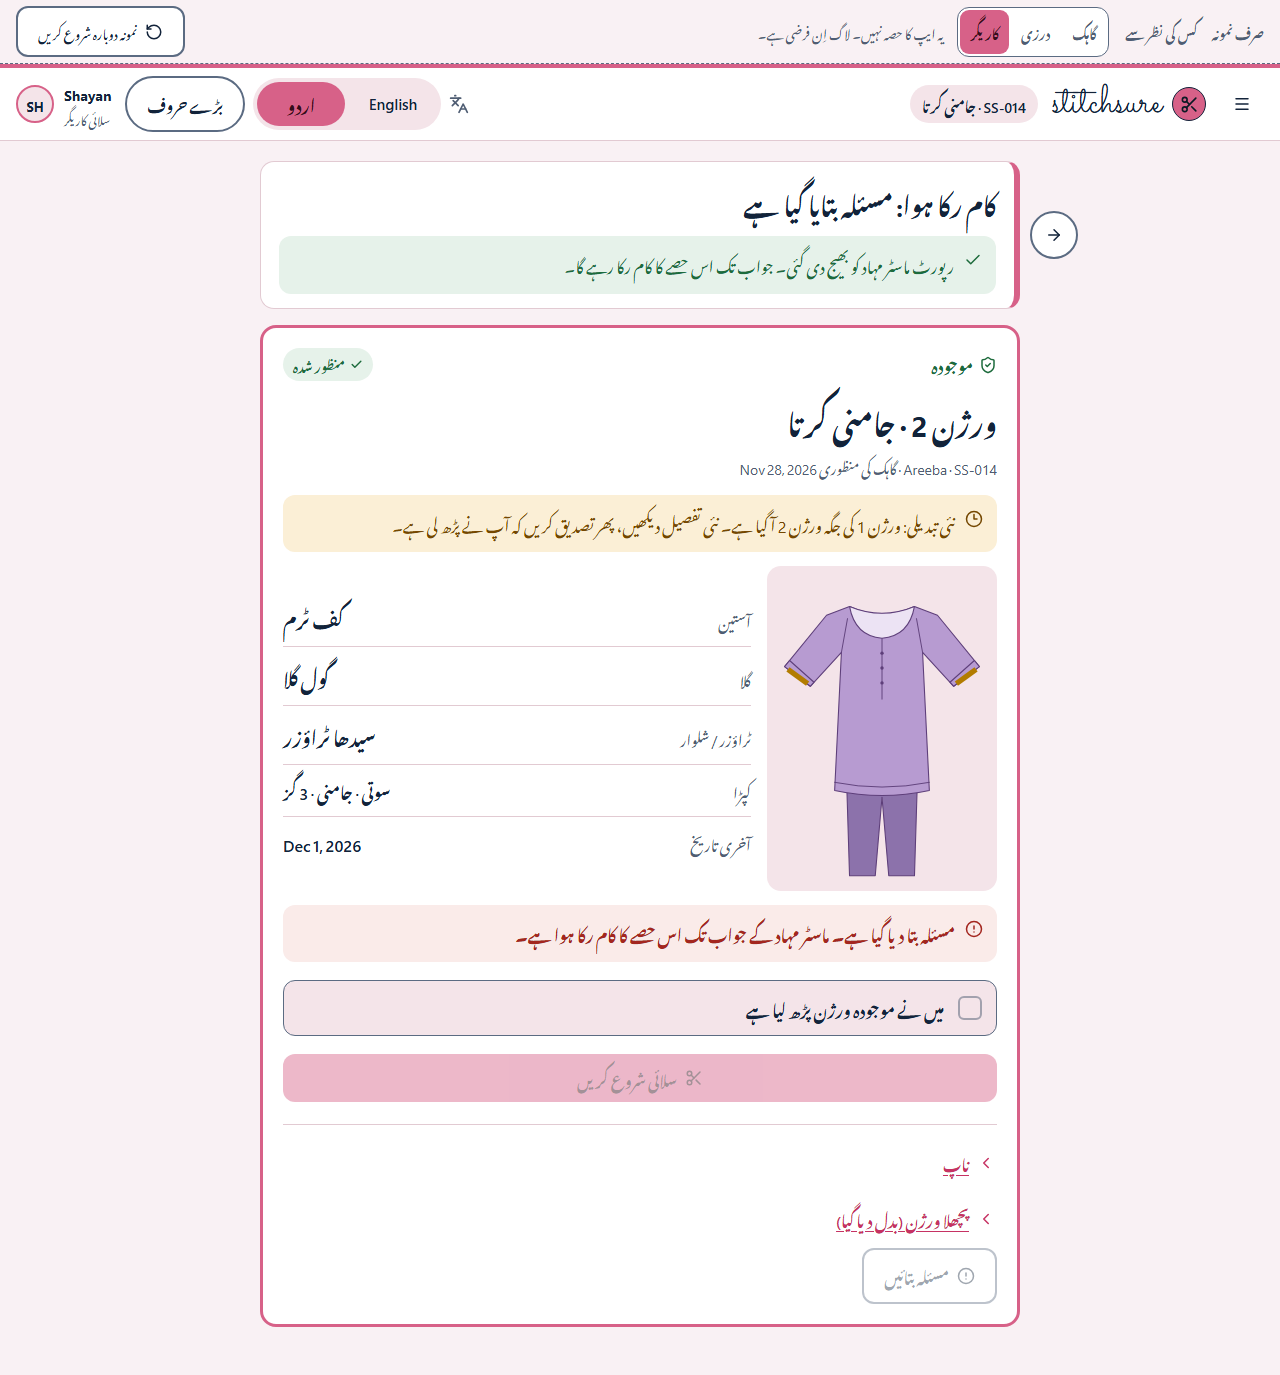 صرف نمونہ کس کی نظر سے گاہک درزی کاریگر یہ ایپ کا حصہ نہیں۔ لاگ اِن فرضی ہے۔ نمونہ دوبارہ شروع کریں
stitchsure SS-014 · جامنی کرتا English اردو بڑے حروف Shayan SH
سلائی کاریگر
کام رکا ہوا: مسئلہ بتایا گیا ہے
رپورٹ ماسٹر مہاد کو بھیج دی گئی۔ جواب تک اس حصے کا کام رکا رہے گا۔
موجودہ منظور شدہ
ورژن 2 · جامنی کرتا
Areeba · SS-014 · گاہک کی منظوری Nov 28, 2026
نئی تبدیلی: ورژن 1 کی جگہ ورژن 2 آ گیا ہے۔ نئی تفصیل دیکھیں، پھر تصدیق کریں کہ آپ نے پڑھ لی ہے۔
آستین کف ٹرم
گلا گول گلا
ٹراؤزر / شلوار سیدھا ٹراؤزر
کپڑا سوتی · جامنی · 3 گز
آخری تاریخ Dec 1, 2026
مسئلہ بتا دیا گیا ہے۔ ماسٹر مہاد کے جواب تک اس حصے کا کام رکا ہوا ہے۔
میں نے موجودہ ورژن پڑھ لیا ہے
سلائی شروع کریں
ناپ
پچھلا ورژن (بدل دیا گیا)
مسئلہ بتائیں